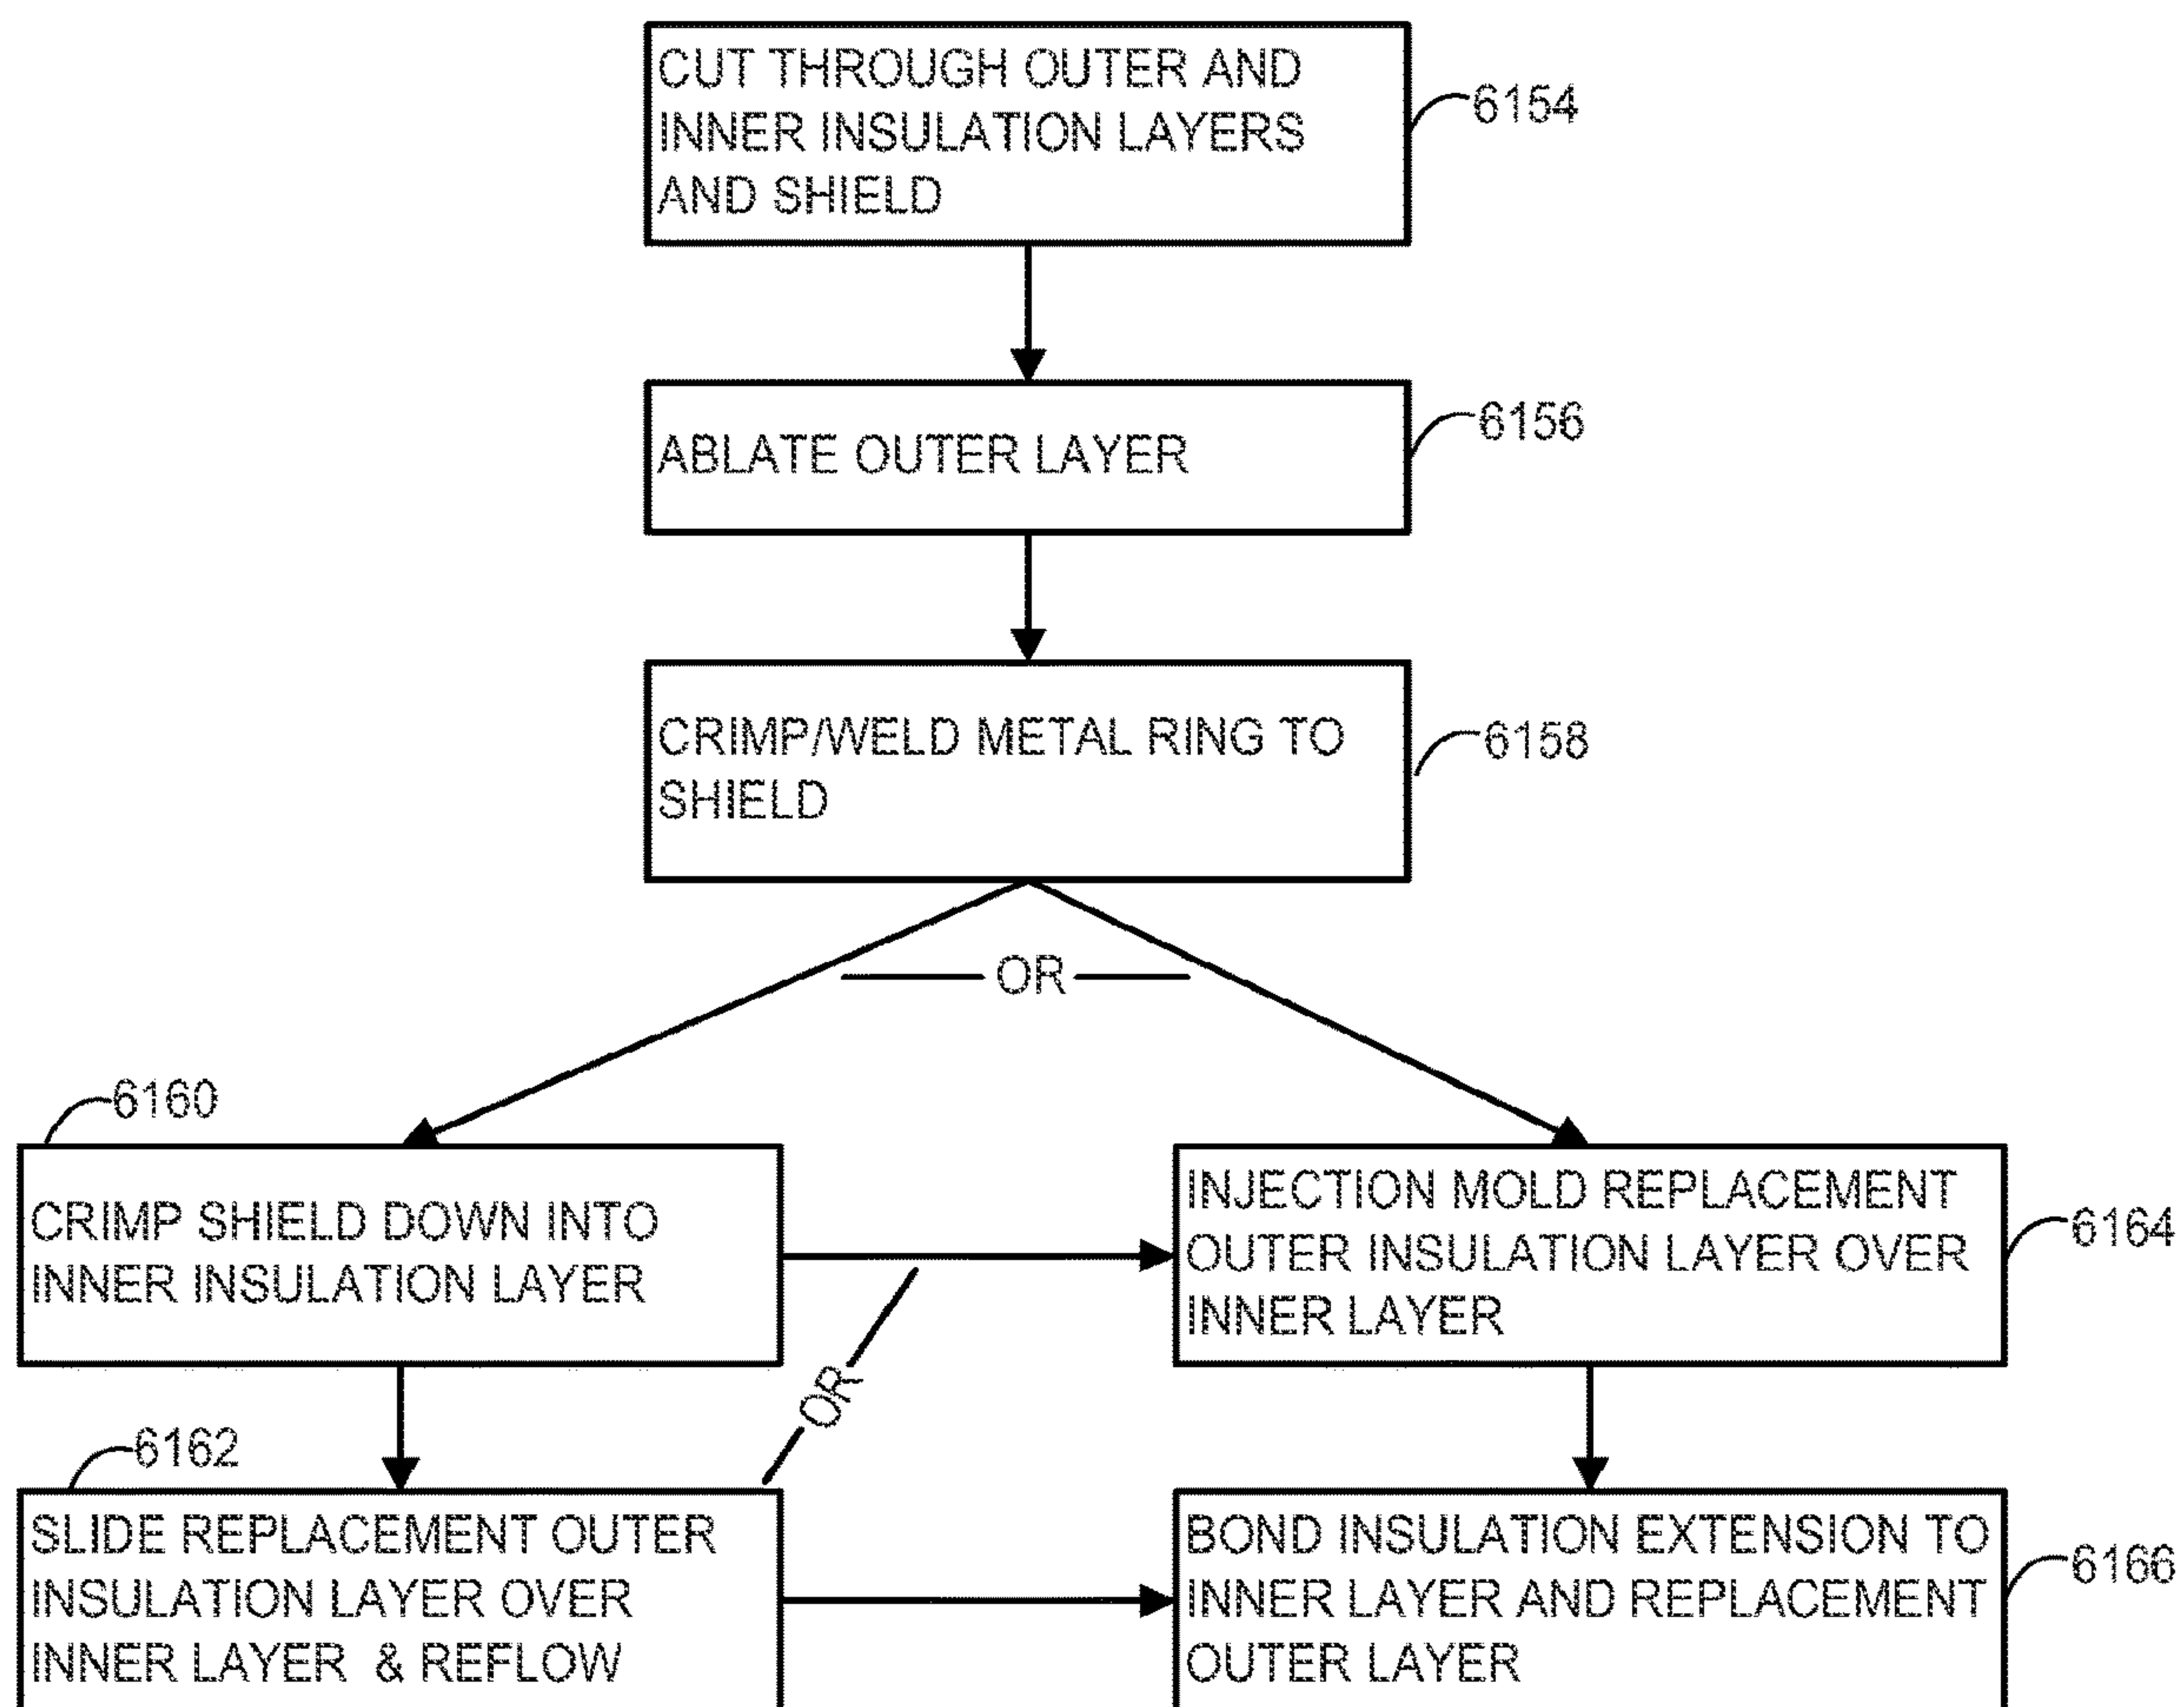 CUT THROUGH OUTER AND
INNER INSULATION LAYERS
AND SHIELD
6154
ABLATE OUTER LAYER
6156
CRIMP/WELD METAL RING TO
SHIELD
6158
OR
6160
CRIMP SHIELD DOWN INTO
INNER INSULATION LAYER
INJECTION MOLD REPLACEMENT
OUTER INSULATION LAYER OVER
INNER LAYER
6164
OR
6162
SLIDE REPLACEMENT OUTER
INSULATION LAYER OVER
INNER LAYER & REFLOW
BOND INSULATION EXTENSION TO
INNER LAYER AND REPLACEMENT
OUTER LAYER
6166